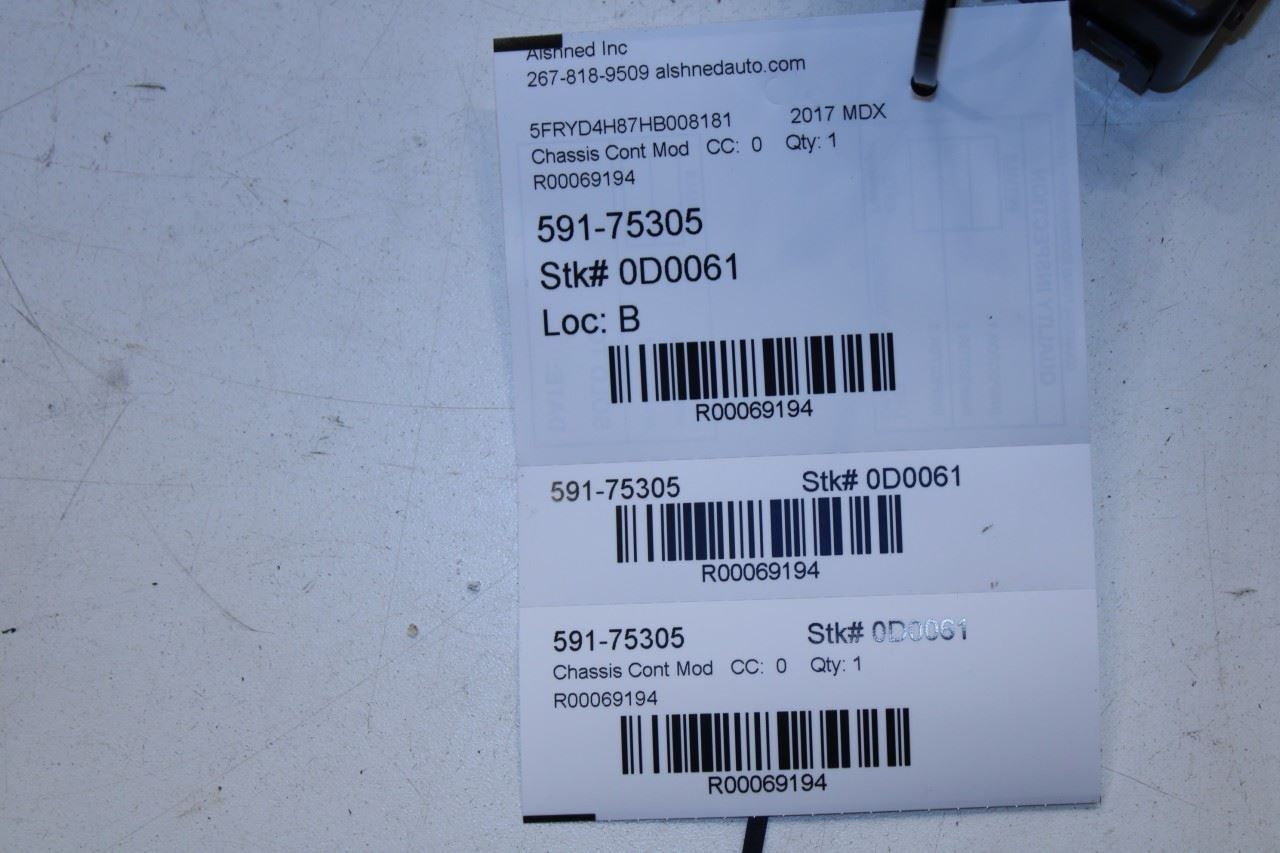 Alshned Inc
267-818-9509 alshnedauto.com
5FRYD4H87HB008181 2017 MDX
Chassis Cont Mod CC: 0 Qty: 1
R00069194
591-75305
Stk# 0D0061
Loc: B
R00069194
591-75305 Stk# 0D0061
R00069194
591-75305 Stk# 0D0061
Chassis Cont Mod CC: 0 Qty: 1
R00069194
R00069194